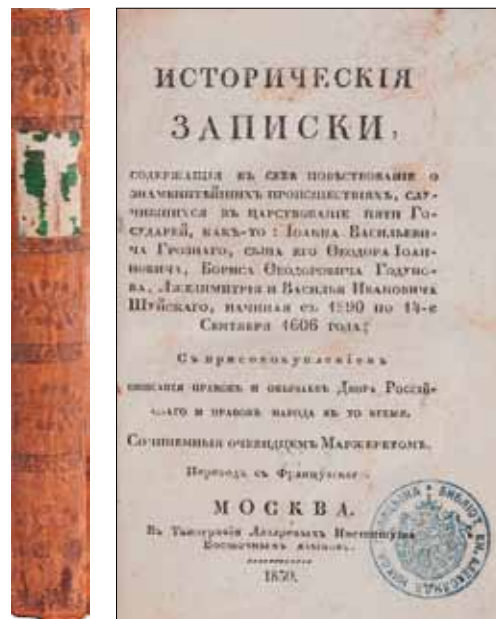 ИСТОРИЧЕСКІЯ
ЗАПИСКИ,
СОДЕРЖАЩІЯ ВЪ СЕБѢ ПОВѢСТВОВАНІЕ О
ЗНАМЕНИТѢЙШИХЪ ПРОИСШЕСТВІЯХЪ, СЛУ-
ЧИВШИХСЯ ВЪ ЦАРСТВОВАНІЕ ПЯТИ ГО-
СУДАРЕЙ, КАКЪ-ТО: ІОАННА ВАСИЛЬЕВИ-
ЧА ГРОЗНАГО, СЫНА ЕГО ѲЕОДОРА ІОАН-
НОВИЧА, БОРИСА ѲЕОДОРОВИЧА ГОДУНО-
ВА, ЛЖЕДИМИТРІЯ И ВАСИЛЬЯ ИВАНОВИЧА
ШУЙСКАГО, НАЧИНАЯ СЪ 1590 ПО 14-е
СЕНТЯБРЯ 1606 ГОДА;
Съ присовокупленіемъ
ОПИСАНІЯ НРАВОВЪ И ОБЫЧАЕВЪ ДВОРА РОССІЙ-
СКАГО И НРАВОВЪ НАРОДА ВЪ ТО ВРЕМЯ.
СОЧИНЕННЫЯ ОЧЕВИДЦЕМЪ МАРЖЕРЕТОМЪ.
Переводъ съ Французскаго.
МОСКВА.
Въ Типографіи Лазаревыхъ Института
Восточныхъ языковъ.
1830.